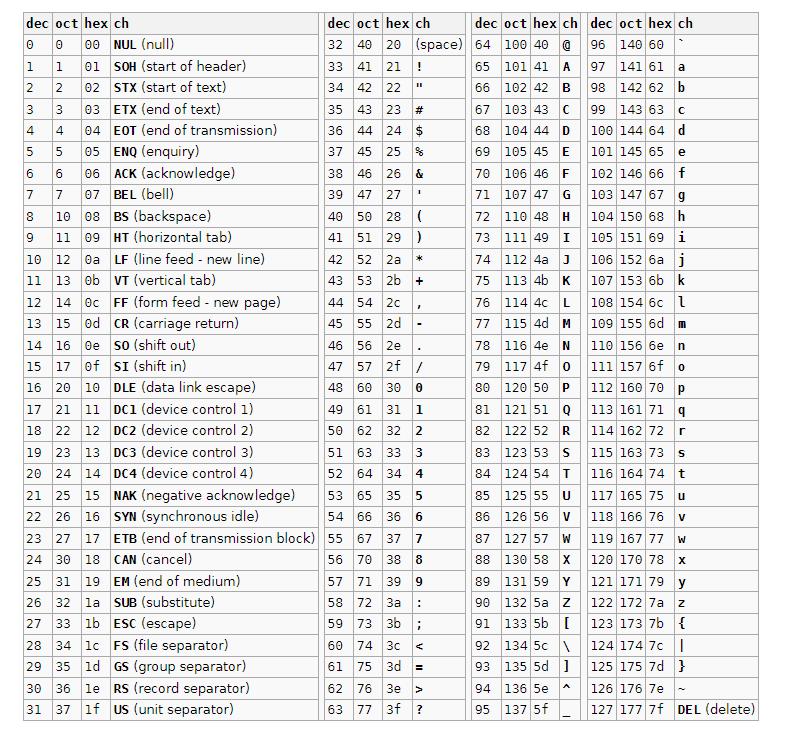 dec oct hex ch dec oct hex ch dec oct hex ch dec oct hex ch
0 0 00 NUL (null) 32 40 20 (space) 64 100 40 @ 96 140 60 `
1 1 01 SOH (start of header) 33 41 21 ! 65 101 41 A 97 141 61 a
2 2 02 STX (start of text) 34 42 22 " 66 102 42 B 98 142 62 b
3 3 03 ETX (end of text) 35 43 23 # 67 103 43 C 99 143 63 c
4 4 04 EOT (end of transmission) 36 44 24 $ 68 104 44 D 100 144 64 d
5 5 05 ENQ (enquiry) 37 45 25 % 69 105 45 E 101 145 65 e
6 6 06 ACK (acknowledge) 38 46 26 & 70 106 46 F 102 146 66 f
7 7 07 BEL (bell) 39 47 27 ' 71 107 47 G 103 147 67 g
8 10 08 BS (backspace) 40 50 28 ( 72 110 48 H 104 150 68 h
9 11 09 HT (horizontal tab) 41 51 29 ) 73 111 49 I 105 151 69 i
10 12 0a LF (line feed - new line) 42 52 2a * 74 112 4a J 106 152 6a j
11 13 0b VT (vertical tab) 43 53 2b + 75 113 4b K 107 153 6b k
12 14 0c FF (form feed - new page) 44 54 2c , 76 114 4c L 108 154 6c l
13 15 0d CR (carriage return) 45 55 2d - 77 115 4d M 109 155 6d m
14 16 0e SO (shift out) 46 56 2e . 78 116 4e N 110 156 6e n
15 17 0f SI (shift in) 47 57 2f / 79 117 4f O 111 157 6f o
16 20 10 DLE (data link escape) 48 60 30 0 80 120 50 P 112 160 70 p
17 21 11 DC1 (device control 1) 49 61 31 1 81 121 51 Q 113 161 71 q
18 22 12 DC2 (device control 2) 50 62 32 2 82 122 52 R 114 162 72 r
19 23 13 DC3 (device control 3) 51 63 33 3 83 123 53 S 115 163 73 s
20 24 14 DC4 (device control 4) 52 64 34 4 84 124 54 T 116 164 74 t
21 25 15 NAK (negative acknowledge) 53 65 35 5 85 125 55 U 117 165 75 u
22 26 16 SYN (synchronous idle) 54 66 36 6 86 126 56 V 118 166 76 v
23 27 17 ETB (end of transmission block) 55 67 37 7 87 127 57 W 119 167 77 w
24 30 18 CAN (cancel) 56 70 38 8 88 130 58 X 120 170 78 x
25 31 19 EM (end of medium) 57 71 39 9 89 131 59 Y 121 171 79 y
26 32 1a SUB (substitute) 58 72 3a : 90 132 5a Z 122 172 7a z
27 33 1b ESC (escape) 59 73 3b ; 91 133 5b [ 123 173 7b {
28 34 1c FS (file separator) 60 74 3c < 92 134 5c \ 124 174 7c |
29 35 1d GS (group separator) 61 75 3d = 93 135 5d ] 125 175 7d }
30 36 1e RS (record separator) 62 76 3e > 94 136 5e ^ 126 176 7e ~
31 37 1f US (unit separator) 63 77 3f ? 95 137 5f _ 127 177 7f DEL (delete)